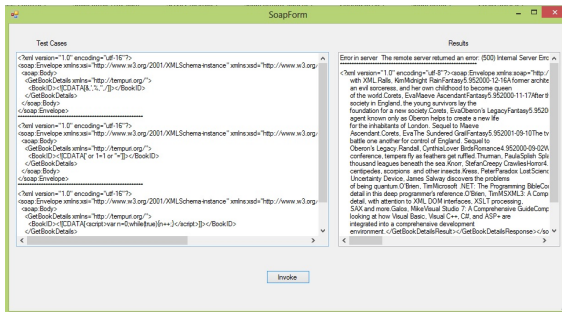 SoapForm
Test Cases
<?xml version="1.0" encoding="utf-16"?>
<soap:Envelope xmlns:xsi="http://www.w3.org/2001/XMLSchema-instance" xmlns:xsd="http://www.w3.org/
<soap:Body>
<GetBookDetails xmlns="http://tempuri.org/">
</GetBookDetails>
</soap:Body>
</soap:Envelope>
<?xml version="1.0" encoding="utf-16"?>
<soap:Envelope xmlns:xsi="http://www.w3.org/2001/XMLSchema-instance" xmlns:xsd="http://www.w3.org/
<soap:Body>
<GetBookDetails xmlns="http://tempuri.org/">
<BookID><![CDATA[' or 1=1 or ''=']]></BookID>
</GetBookDetails>
</soap:Body>
</soap:Envelope>
<?xml version="1.0" encoding="utf-16"?>
<soap:Envelope xmlns:xsi="http://www.w3.org/2001/XMLSchema-instance" xmlns:xsd="http://www.w3.org/
<soap:Body>
<GetBookDetails xmlns="http://tempuri.org/">
<BookID><![CDATA[<script>var n=0;while(true){n++;}</script>]]></BookID>
</GetBookDetails>
Results
Error in server The remote server returned an error: (500) Internal Server Erro
<?xml version="1.0" encoding="utf-8"?><soap:Envelope xmlns:soap="http:/
with XML.Ralls, KimMidnight RainFantasy5.952000-12-16A former archite
an evil sorceress, and her own childhood to become queen
of the world.Corets, EvaMaeve AscendantFantasy5.952000-11-17After th
society in England, the young survivors lay the
foundation for a new society.Corets, EvaOberon's LegacyFantasy5.9520
agent known only as Oberon helps to create a new life
for the inhabitants of London. Sequel to Maeve
Ascendant.Corets, EvaThe Sundered GrailFantasy5.952001-09-10The tw
battle one another for control of England. Sequel to
Oberon's Legacy.Randall, CynthiaLover BirdsRomance4.952000-09-02W
conference, tempers fly as feathers get ruffled.Thurman, PaulaSplish Spla
thousand leagues beneath the sea.Knorr, StefanCreepy CrawliesHorror4.
centipedes, scorpions and other insects.Kress, PeterParadox LostScienc
Uncertainty Device, James Salway discovers the problems
of being quantum.O'Brien, TimMicrosoft .NET: The Programming BibleCom
detail in this deep programmer's reference.O'Brien, TimMSXML3: A Comp
detail, with attention to XML DOM interfaces, XSLT processing,
SAX and more.Galos, MikeVisual Studio 7: A Comprehensive GuideComp
looking at how Visual Basic, Visual C++, C#, and ASP+ are
integrated into a comprehensive development
environment.</GetBookDetailsResult></GetBookDetailsResponse></so
Invoke